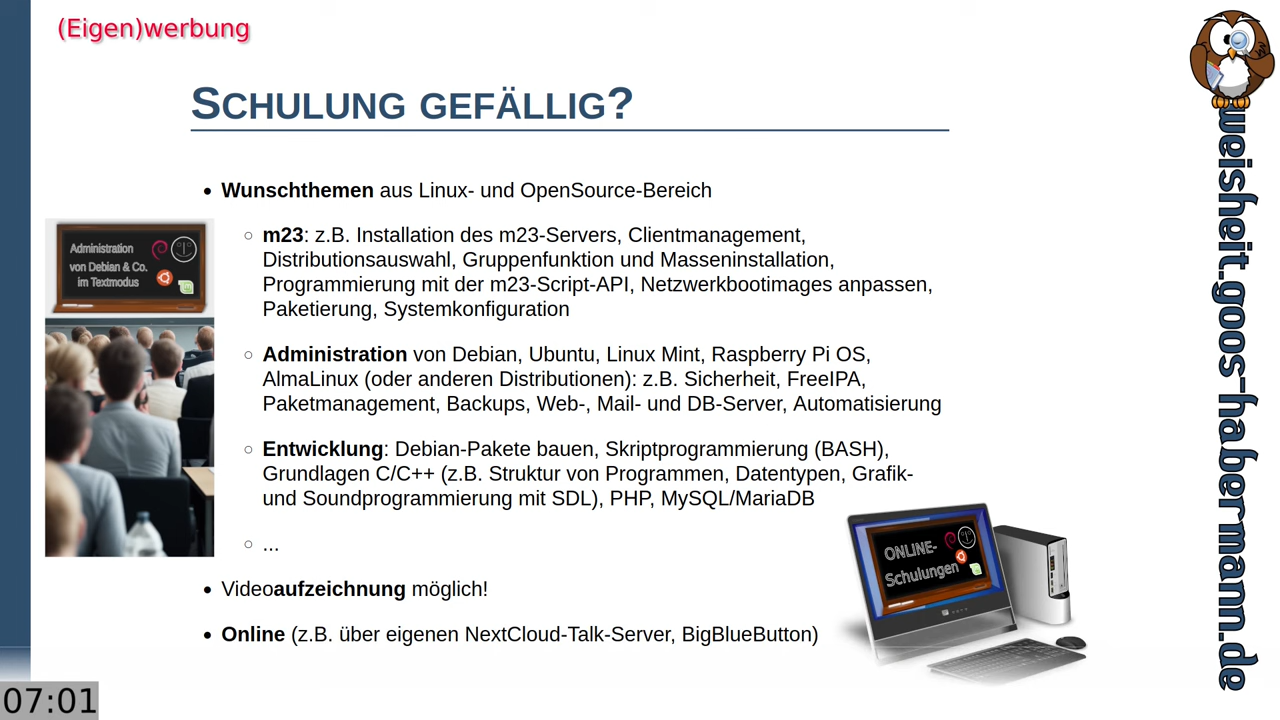 (Eigen)werbung
SCHULUNG GEFÄLLIG?
• Wunschthemen aus Linux- und OpenSource-Bereich
◦ m23: z.B. Installation des m23-Servers, Clientmanagement,
Distributionsauswahl, Gruppenfunktion und Masseninstallation,
Programmierung mit der m23-Script-API, Netzwerkbootimages anpassen,
Paketierung, Systemkonfiguration
◦ Administration von Debian, Ubuntu, Linux Mint, Raspberry Pi OS,
AlmaLinux (oder anderen Distributionen): z.B. Sicherheit, FreeIPA,
Paketmanagement, Backups, Web-, Mail- und DB-Server, Automatisierung
◦ Entwicklung: Debian-Pakete bauen, Skriptprogrammierung (BASH),
Grundlagen C/C++ (z.B. Struktur von Programmen, Datentypen, Grafik-
und Soundprogrammierung mit SDL), PHP, MySQL/MariaDB
◦ ...
• Videoaufzeichnung möglich!
• Online (z.B. über eigenen NextCloud-Talk-Server, BigBlueButton)
Administration
von Debian & Co.
im Textmodus
ONLINE-
Schulungen
weisheit.goos-habermann.de
07:01